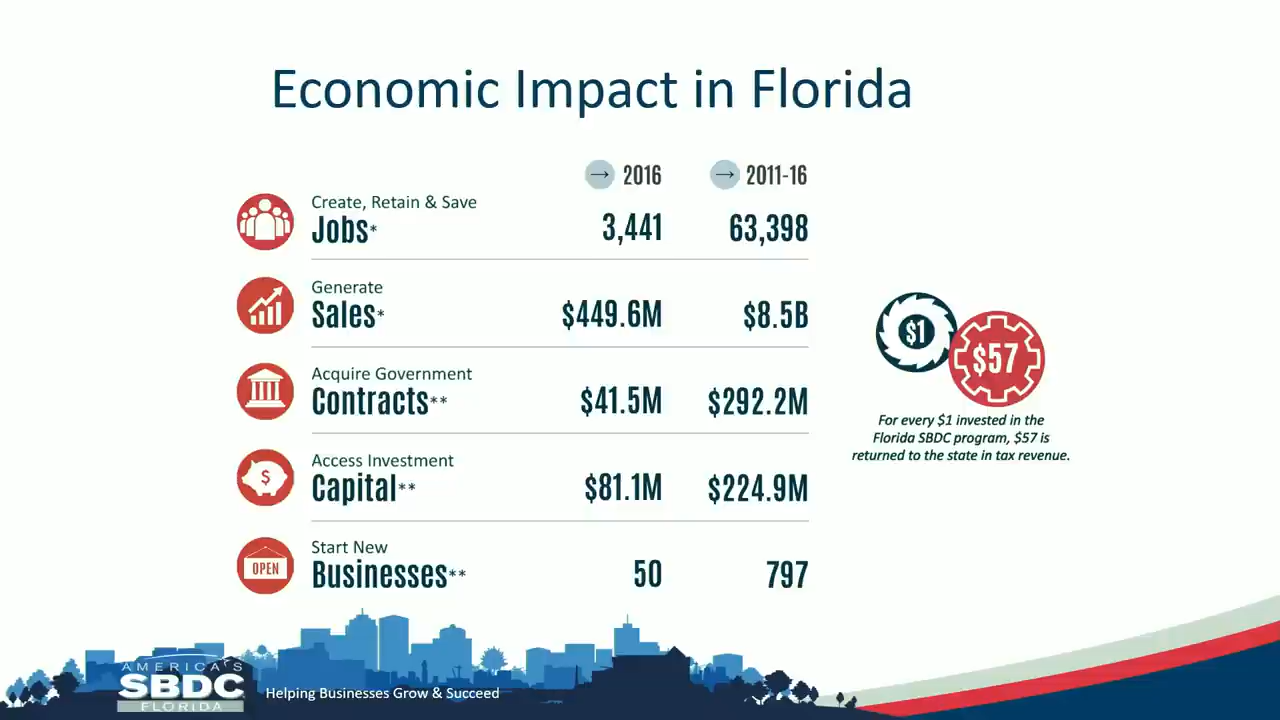 Economic Impact in Florida
→ 2016 → 2011-16
Create, Retain & Save
Jobs* 3,441 63,398
Generate
Sales* $449.6M $8.5B
Acquire Government
Contracts** $41.5M $292.2M
Access Investment
Capital** $81.1M $224.9M
Start New
Businesses** 50 797
$
OPEN
$1
$57
For every $1 invested in the
Florida SBDC program, $57 is
returned to the state in tax revenue.
AMERICA'S
SBDC
FLORIDA
Helping Businesses Grow & Succeed